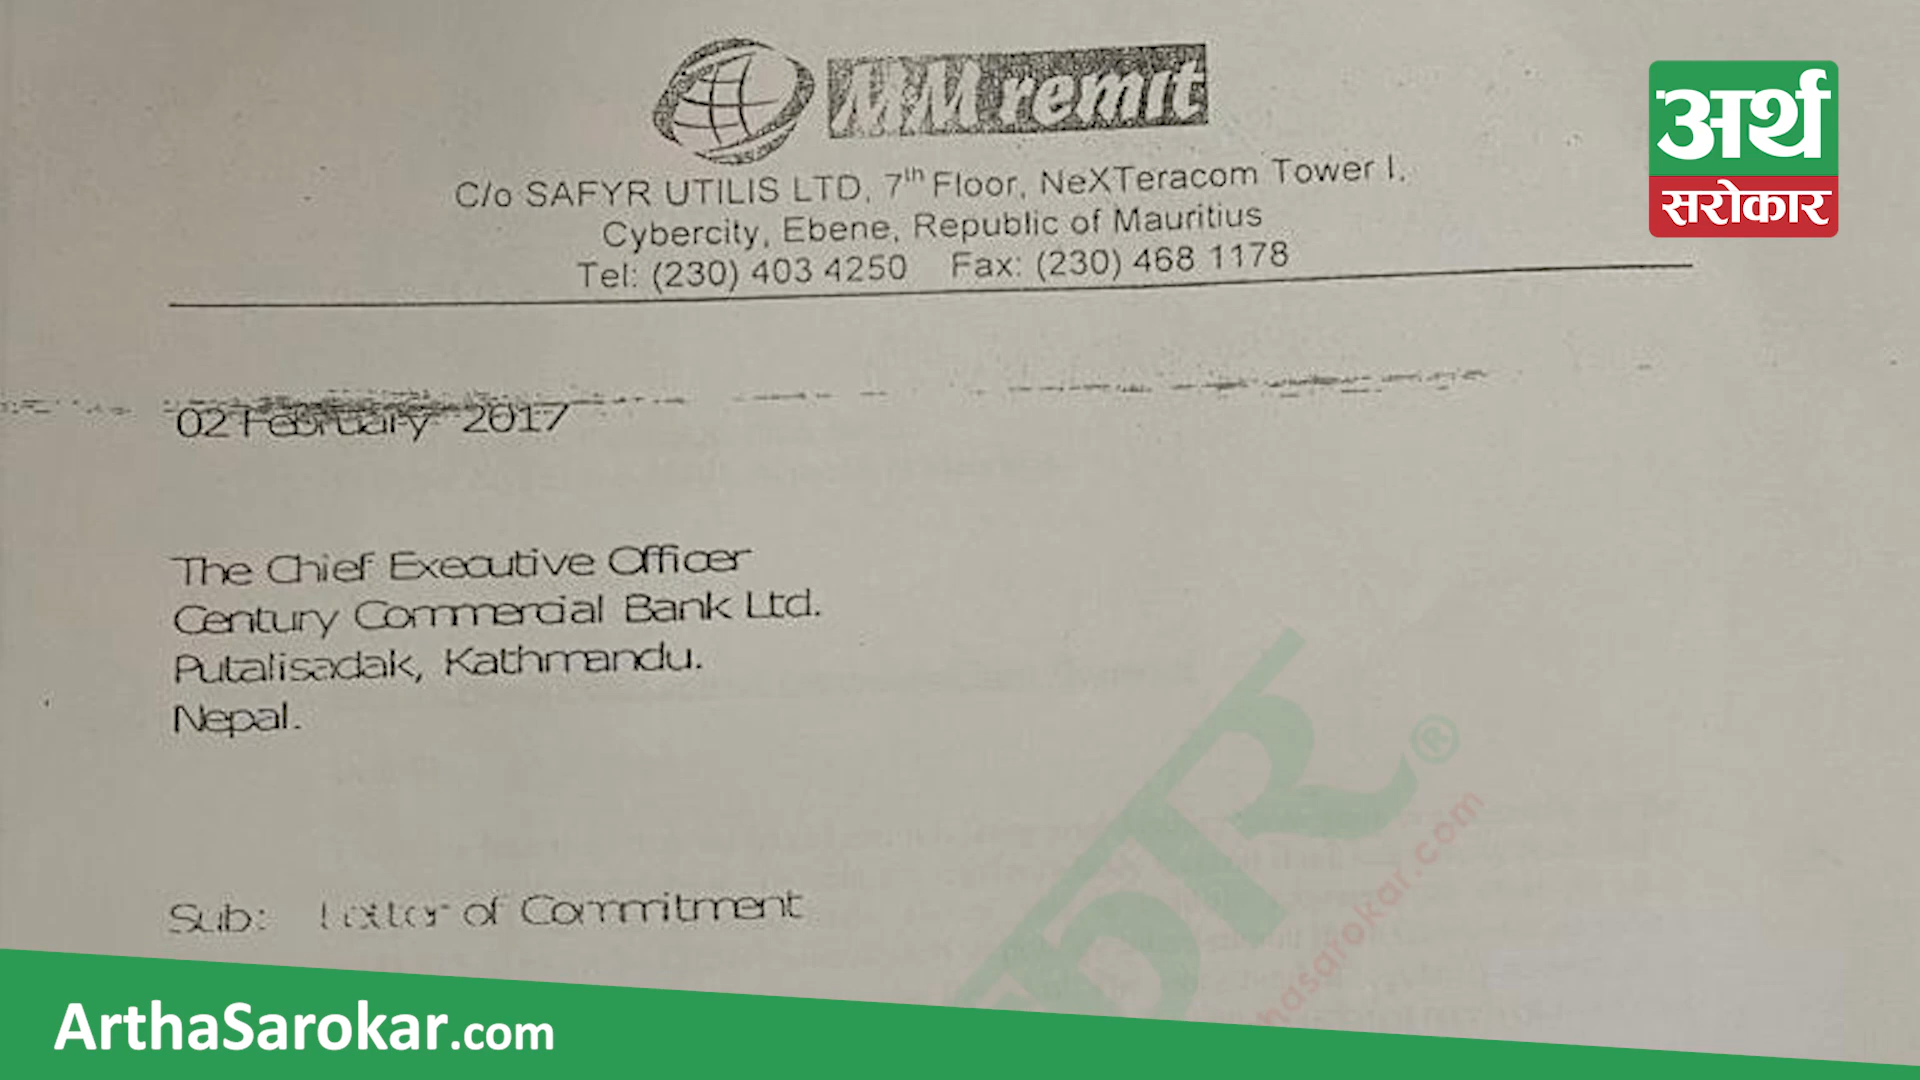 MM remit
अर्थ
सरोकार
C/o SAFYR UTILIS LTD, 7th Floor, NeXTeracom Tower I,
Cybercity, Ebene, Republic of Mauritius
Tel: (230) 403 4250 Fax: (230) 468 1178
02 February 2017
The Chief Executive Officer
Century Commercial Bank Ltd.
Putalisadak, Kathmandu.
Nepal.
®
Sub: Letter of Commitment
ArthaSarokar.com